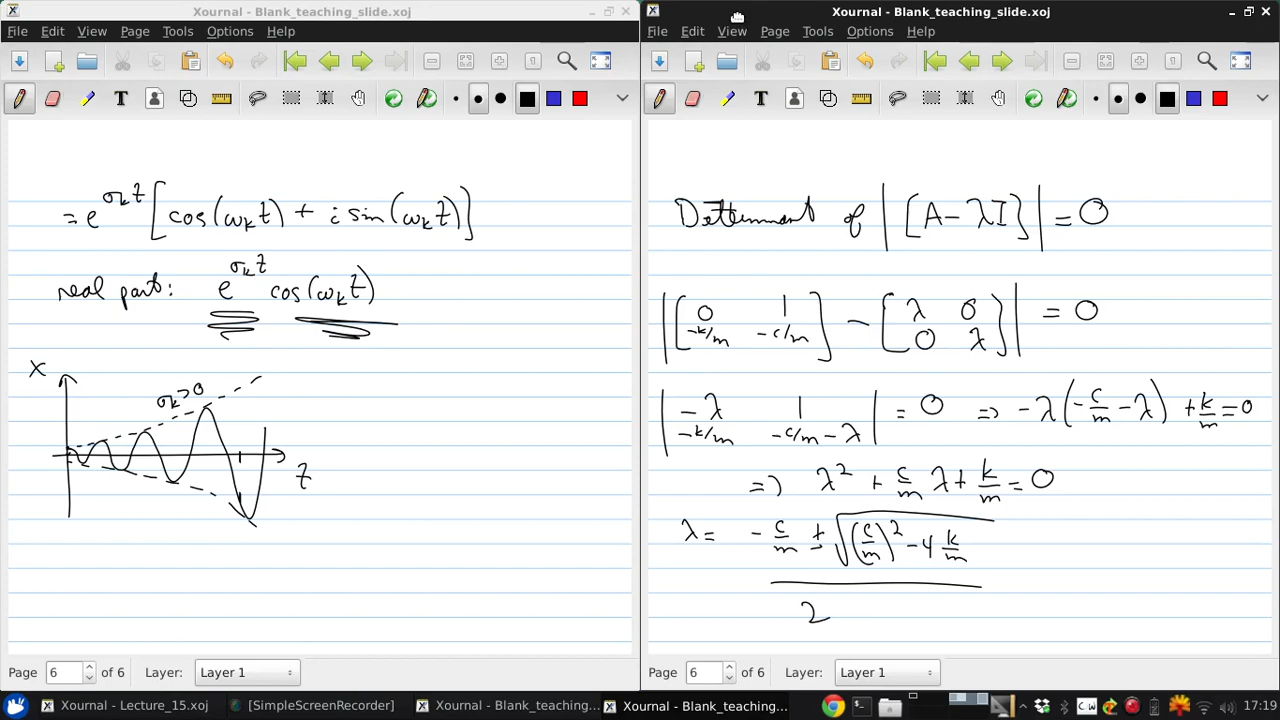 Xournal - Blank_teaching_slide.xoj
File Edit View Page Tools Options Help
= e^{σ_k t} [cos(ω_k t) + i sin(ω_k t)]
real part: e^{σ_k t} cos(ω_k t)
x
σ_k > 0
t
Page 6 of 6 Layer: Layer 1
Xournal - Blank_teaching_slide.xoj
File Edit View Page Tools Options Help
of |[A - λI]| = 0
|[0 1 -k/m -c/m] - [λ 0 0 λ]| = 0
|-λ 1 -k/m -c/m - λ| = 0 => -λ(-c/m - λ) + k/m = 0
=> λ² + c/m λ + k/m = 0
λ = (-c/m ± √((c/m)² - 4 k/m)) / 2
Page 6 of 6 Layer: Layer 1
Xournal - Lecture_15.xoj [SimpleScreenRecorder] Xournal - Blank_teaching... Xournal - Blank_teaching... 17:19